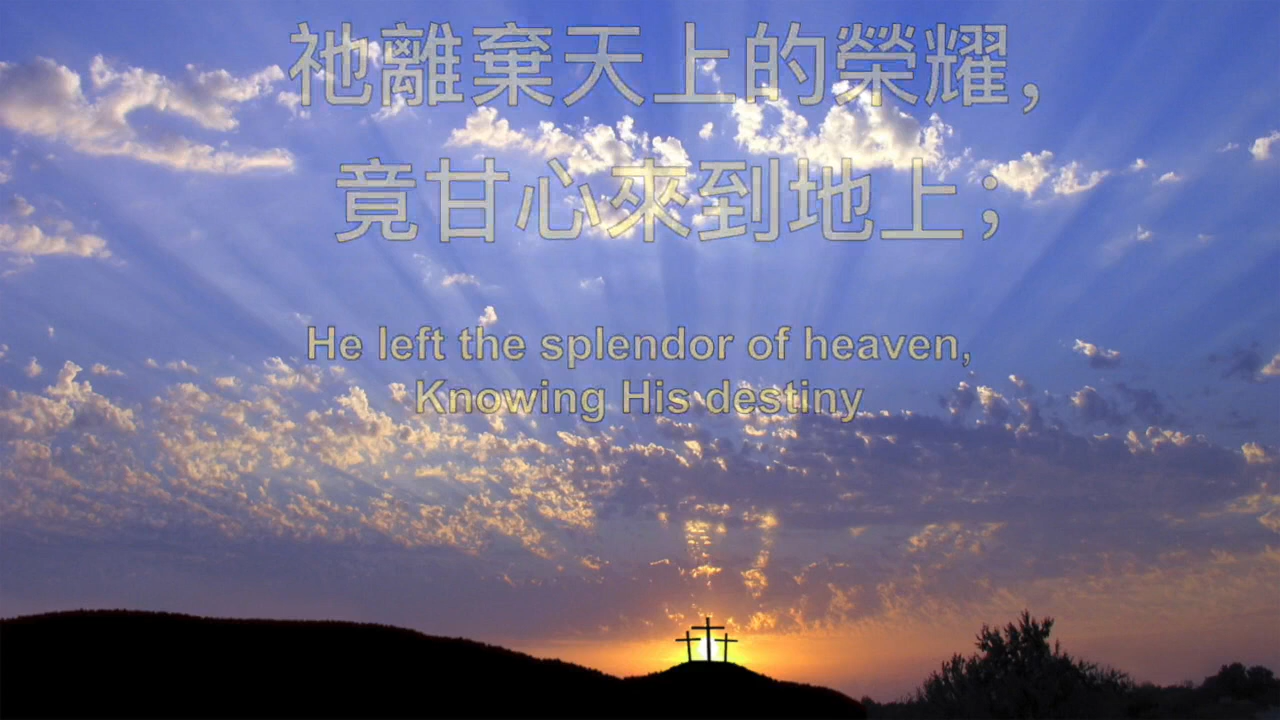 祂離棄天上的榮耀，
竟甘心來到地上；
He left the splendor of heaven,
Knowing His destiny